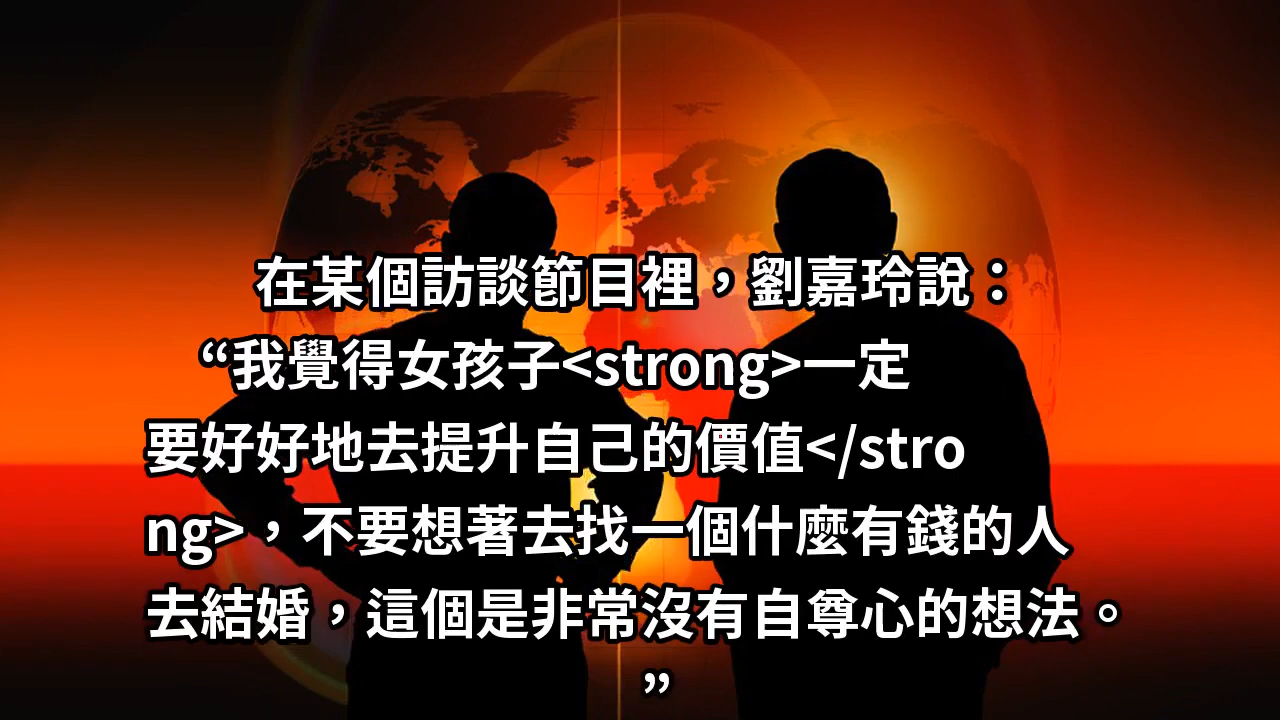 在某個訪談節目裡，劉嘉玲說：
“我覺得女孩子<strong>一定
要好好地去提升自己的價值</stro
ng>，不要想著去找一個什麼有錢的人
去結婚，這個是非常沒有自尊心的想法。
”